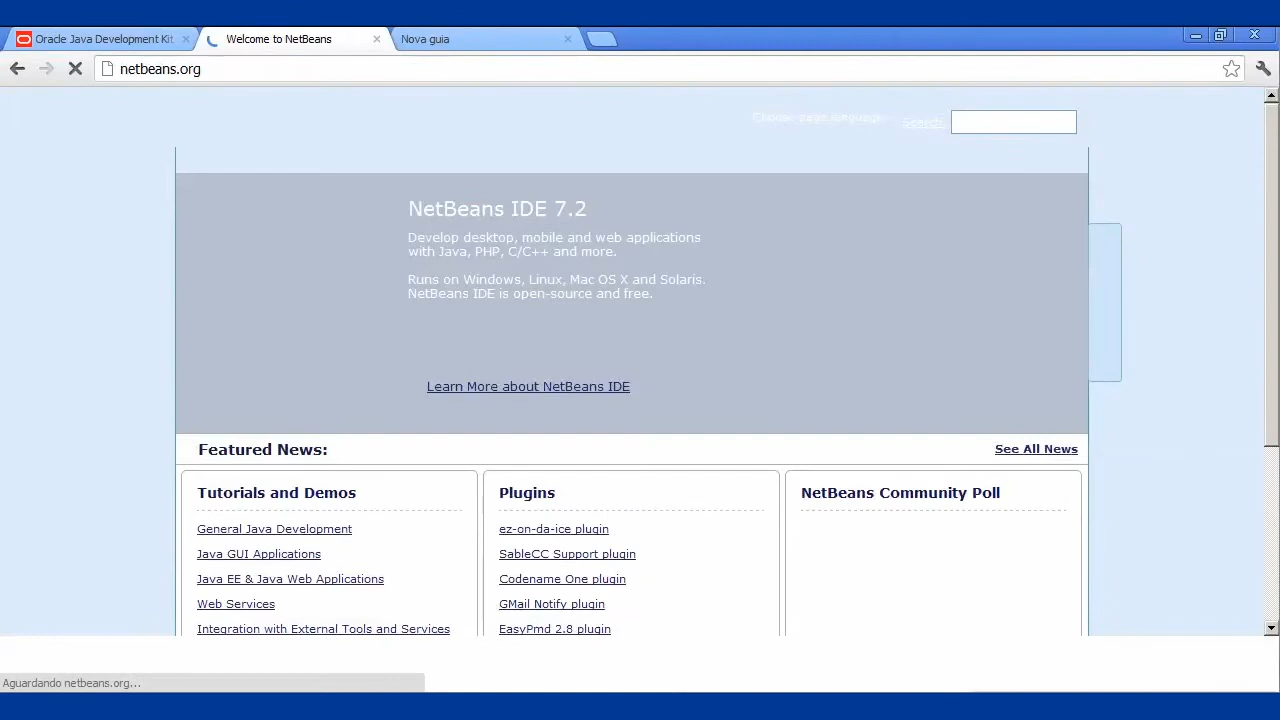 Oracle Java Development Kit
Welcome to NetBeans
Nova guia
netbeans.org
Choose page language
Search
NetBeans IDE 7.2
Develop desktop, mobile and web applications
with Java, PHP, C/C++ and more.
Runs on Windows, Linux, Mac OS X and Solaris.
NetBeans IDE is open-source and free.
Learn More about NetBeans IDE
Featured News:
See All News
Tutorials and Demos
General Java Development
Java GUI Applications
Java EE & Java Web Applications
Web Services
Integration with External Tools and Services
Plugins
ez-on-da-ice plugin
SableCC Support plugin
Codename One plugin
GMail Notify plugin
EasyPmd 2.8 plugin
NetBeans Community Poll
Aguardando netbeans.org...